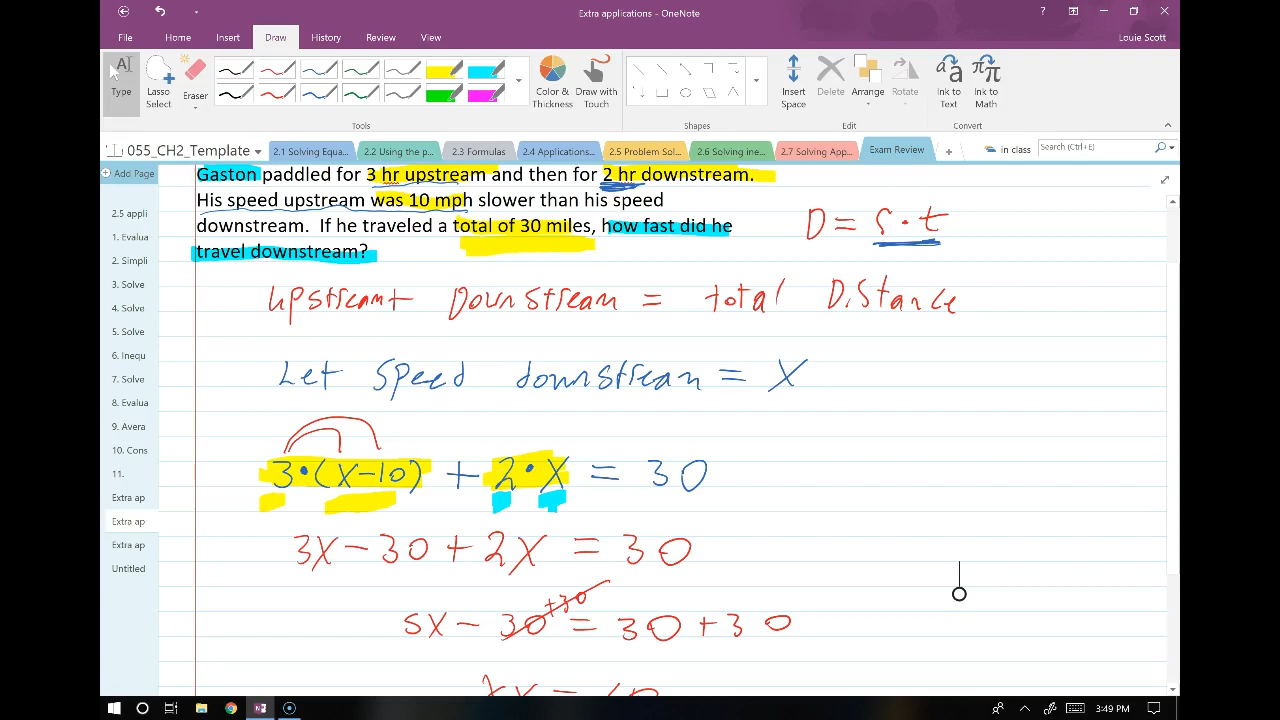 Extra applications - OneNote
?
Louie Scott
File
Home
Insert
Draw
History
Review
View
Type
Lasso Select
Eraser
Color & Thickness
Draw with Touch
Insert Space
Delete
Arrange
Rotate
Ink to Text
Ink to Math
Tools
Shapes
Edit
Convert
055_CH2_Template
2.1 Solving Equa...
2.2 Using the p...
2.3 Formulas
2.4 Applications...
2.5 Problem Sol...
2.6 Solving ine...
2.7 Solving App...
Exam Review
+
in class
Search (Ctrl+E)
Add Page
2.5 appli
1. Evalua
2. Simpli
3. Solve
4. Solve
5. Solve
6. Inequ
7. Solve
8. Evalua
9. Avera
10. Cons
11.
Extra ap
Extra ap
Extra ap
Untitled
Gaston paddled for 3 hr upstream and then for 2 hr downstream.
His speed upstream was 10 mph slower than his speed
downstream. If he traveled a total of 30 miles, how fast did he
travel downstream?
D = r · t
Upstream + Downstream = total Distance
Let speed downstream = X
3·(X-10) + 2·X = 30
3X - 30 + 2X = 30
5X - 30 +30 = 30 + 30
3:49 PM